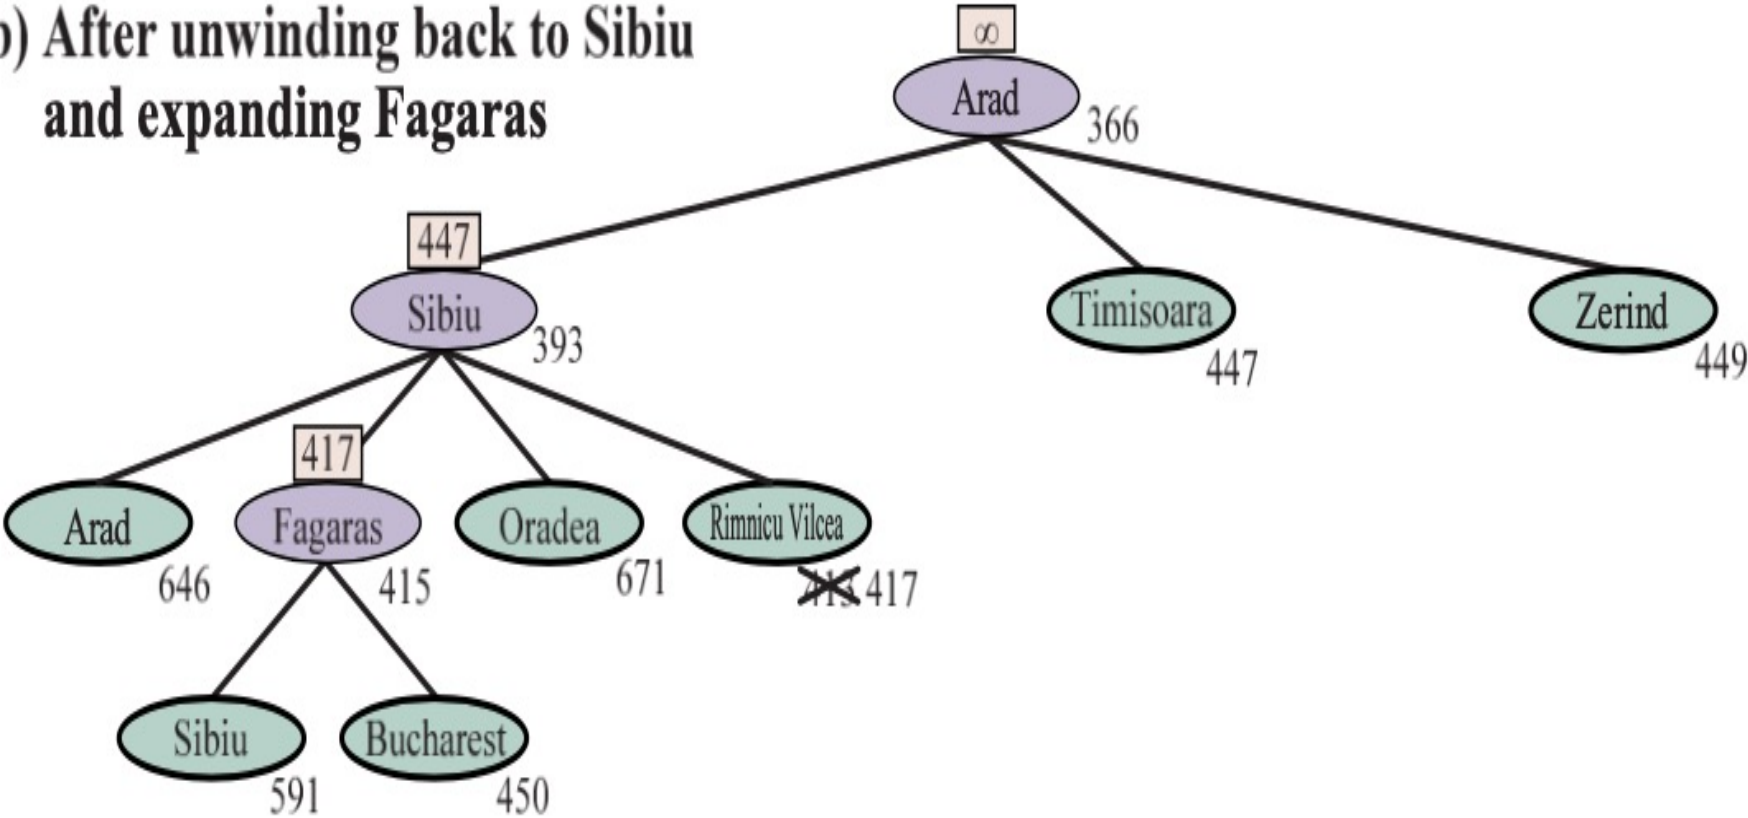 b) After unwinding back to Sibiu
and expanding Fagaras
∞
Arad
366
447
Sibiu
393
Timisoara
447
Zerind
449
417
Arad
646
Fagaras
415
Oradea
671
Rimnicu Vilcea
413 417
Sibiu
591
Bucharest
450